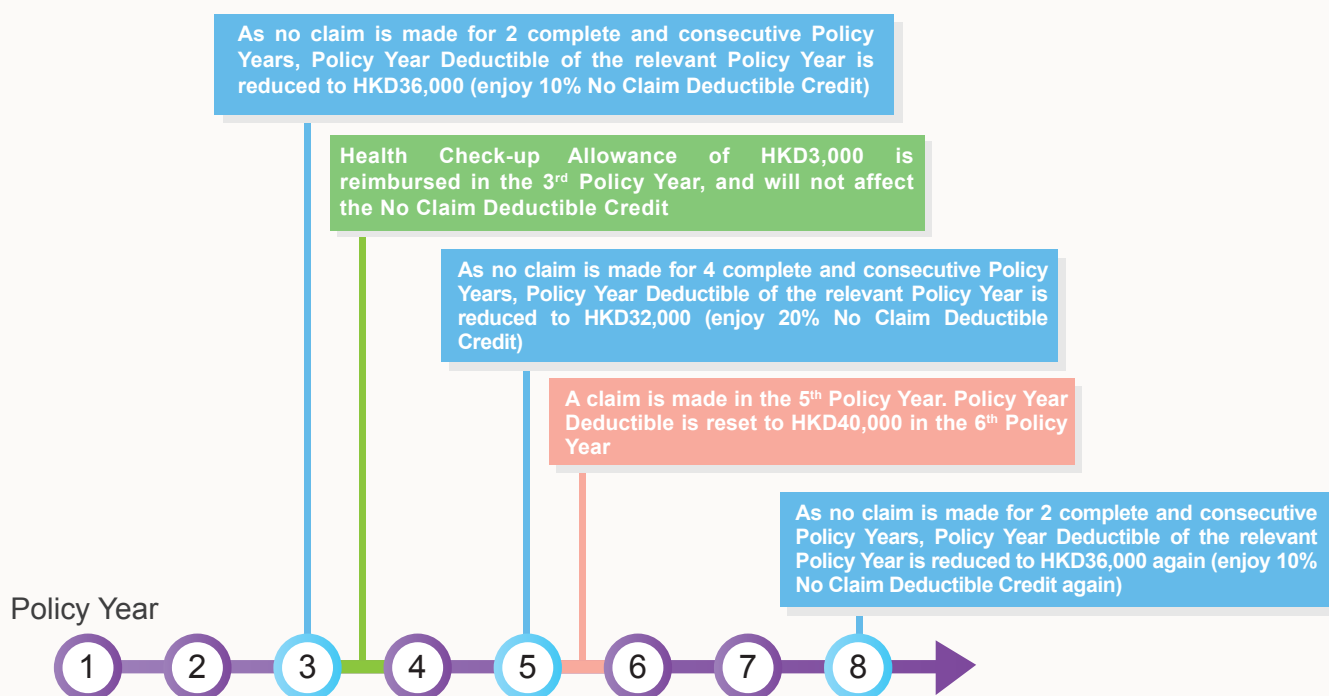 As no claim is made for 2 complete and consecutive Policy
Years, Policy Year Deductible of the relevant Policy Year is
reduced to HKD36,000 (enjoy 10% No Claim Deductible Credit)
Health Check-up Allowance of HKD3,000 is
reimbursed in the 3rd Policy Year, and will not affect
the No Claim Deductible Credit
As no claim is made for 4 complete and consecutive Policy
Years, Policy Year Deductible of the relevant Policy Year is
reduced to HKD32,000 (enjoy 20% No Claim Deductible
Credit)
A claim is made in the 5th Policy Year. Policy Year
Deductible is reset to HKD40,000 in the 6th Policy
Year
As no claim is made for 2 complete and consecutive
Policy Years, Policy Year Deductible of the relevant
Policy Year is reduced to HKD36,000 again (enjoy 10%
No Claim Deductible Credit again)
Policy Year
1 2 3 4 5 6 7 8